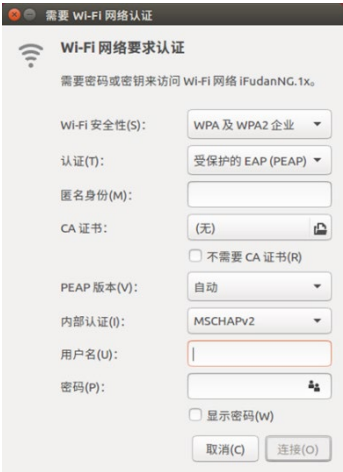 需要 Wi-Fi 网络认证
Wi-Fi 网络要求认证
需要密码或密钥来访问 Wi-Fi 网络 iFudanNG.1x。
Wi-Fi 安全性(S): WPA 及 WPA2 企业
认证(T): 受保护的 EAP (PEAP)
匿名身份(M):
CA 证书: (无)
不需要 CA 证书(R)
PEAP 版本(V): 自动
内部认证(I): MSCHAPv2
用户名(U):
密码(P):
显示密码(W)
取消(C) 连接(O)